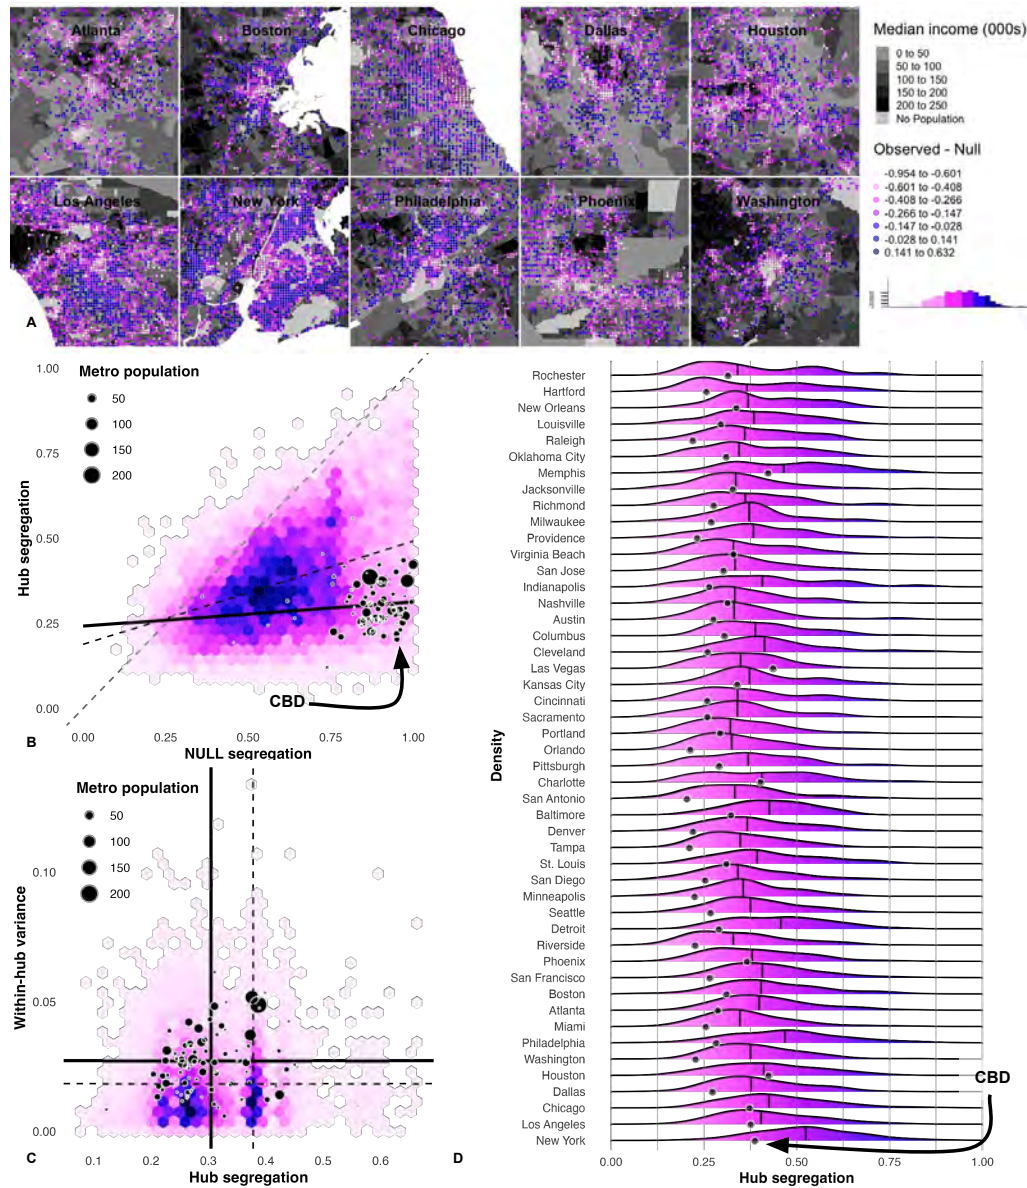 Atlanta
Boston
Chicago
Dallas
Houston
Los Angeles
New York
Philadelphia
Phoenix
Washington
A
Median income (000s)
0 to 50
50 to 100
100 to 150
150 to 200
200 to 250
No Population
Observed - Null
-0.954 to -0.601
-0.601 to -0.408
-0.408 to -0.266
-0.266 to -0.147
-0.147 to -0.028
-0.028 to 0.141
0.141 to 0.632
Metro population
50
100
150
200
Hub segregation
1.00
0.75
0.50
0.25
0.00
CBD
B
0.00
0.25
0.50
0.75
1.00
NULL segregation
Metro population
50
100
150
200
Within-hub variance
0.10
0.05
0.00
C
0.1
0.2
0.3
0.4
0.5
0.6
Hub segregation
D
Density
Rochester
Hartford
New Orleans
Louisville
Raleigh
Oklahoma City
Memphis
Jacksonville
Richmond
Milwaukee
Providence
Virginia Beach
San Jose
Indianapolis
Nashville
Austin
Columbus
Cleveland
Las Vegas
Kansas City
Cincinnati
Sacramento
Portland
Orlando
Pittsburgh
Charlotte
San Antonio
Baltimore
Denver
Tampa
St. Louis
San Diego
Minneapolis
Seattle
Detroit
Riverside
Phoenix
San Francisco
Boston
Atlanta
Miami
Philadelphia
Washington
Houston
Dallas
Chicago
Los Angeles
New York
CBD
0.00
0.25
0.50
0.75
1.00
Hub segregation